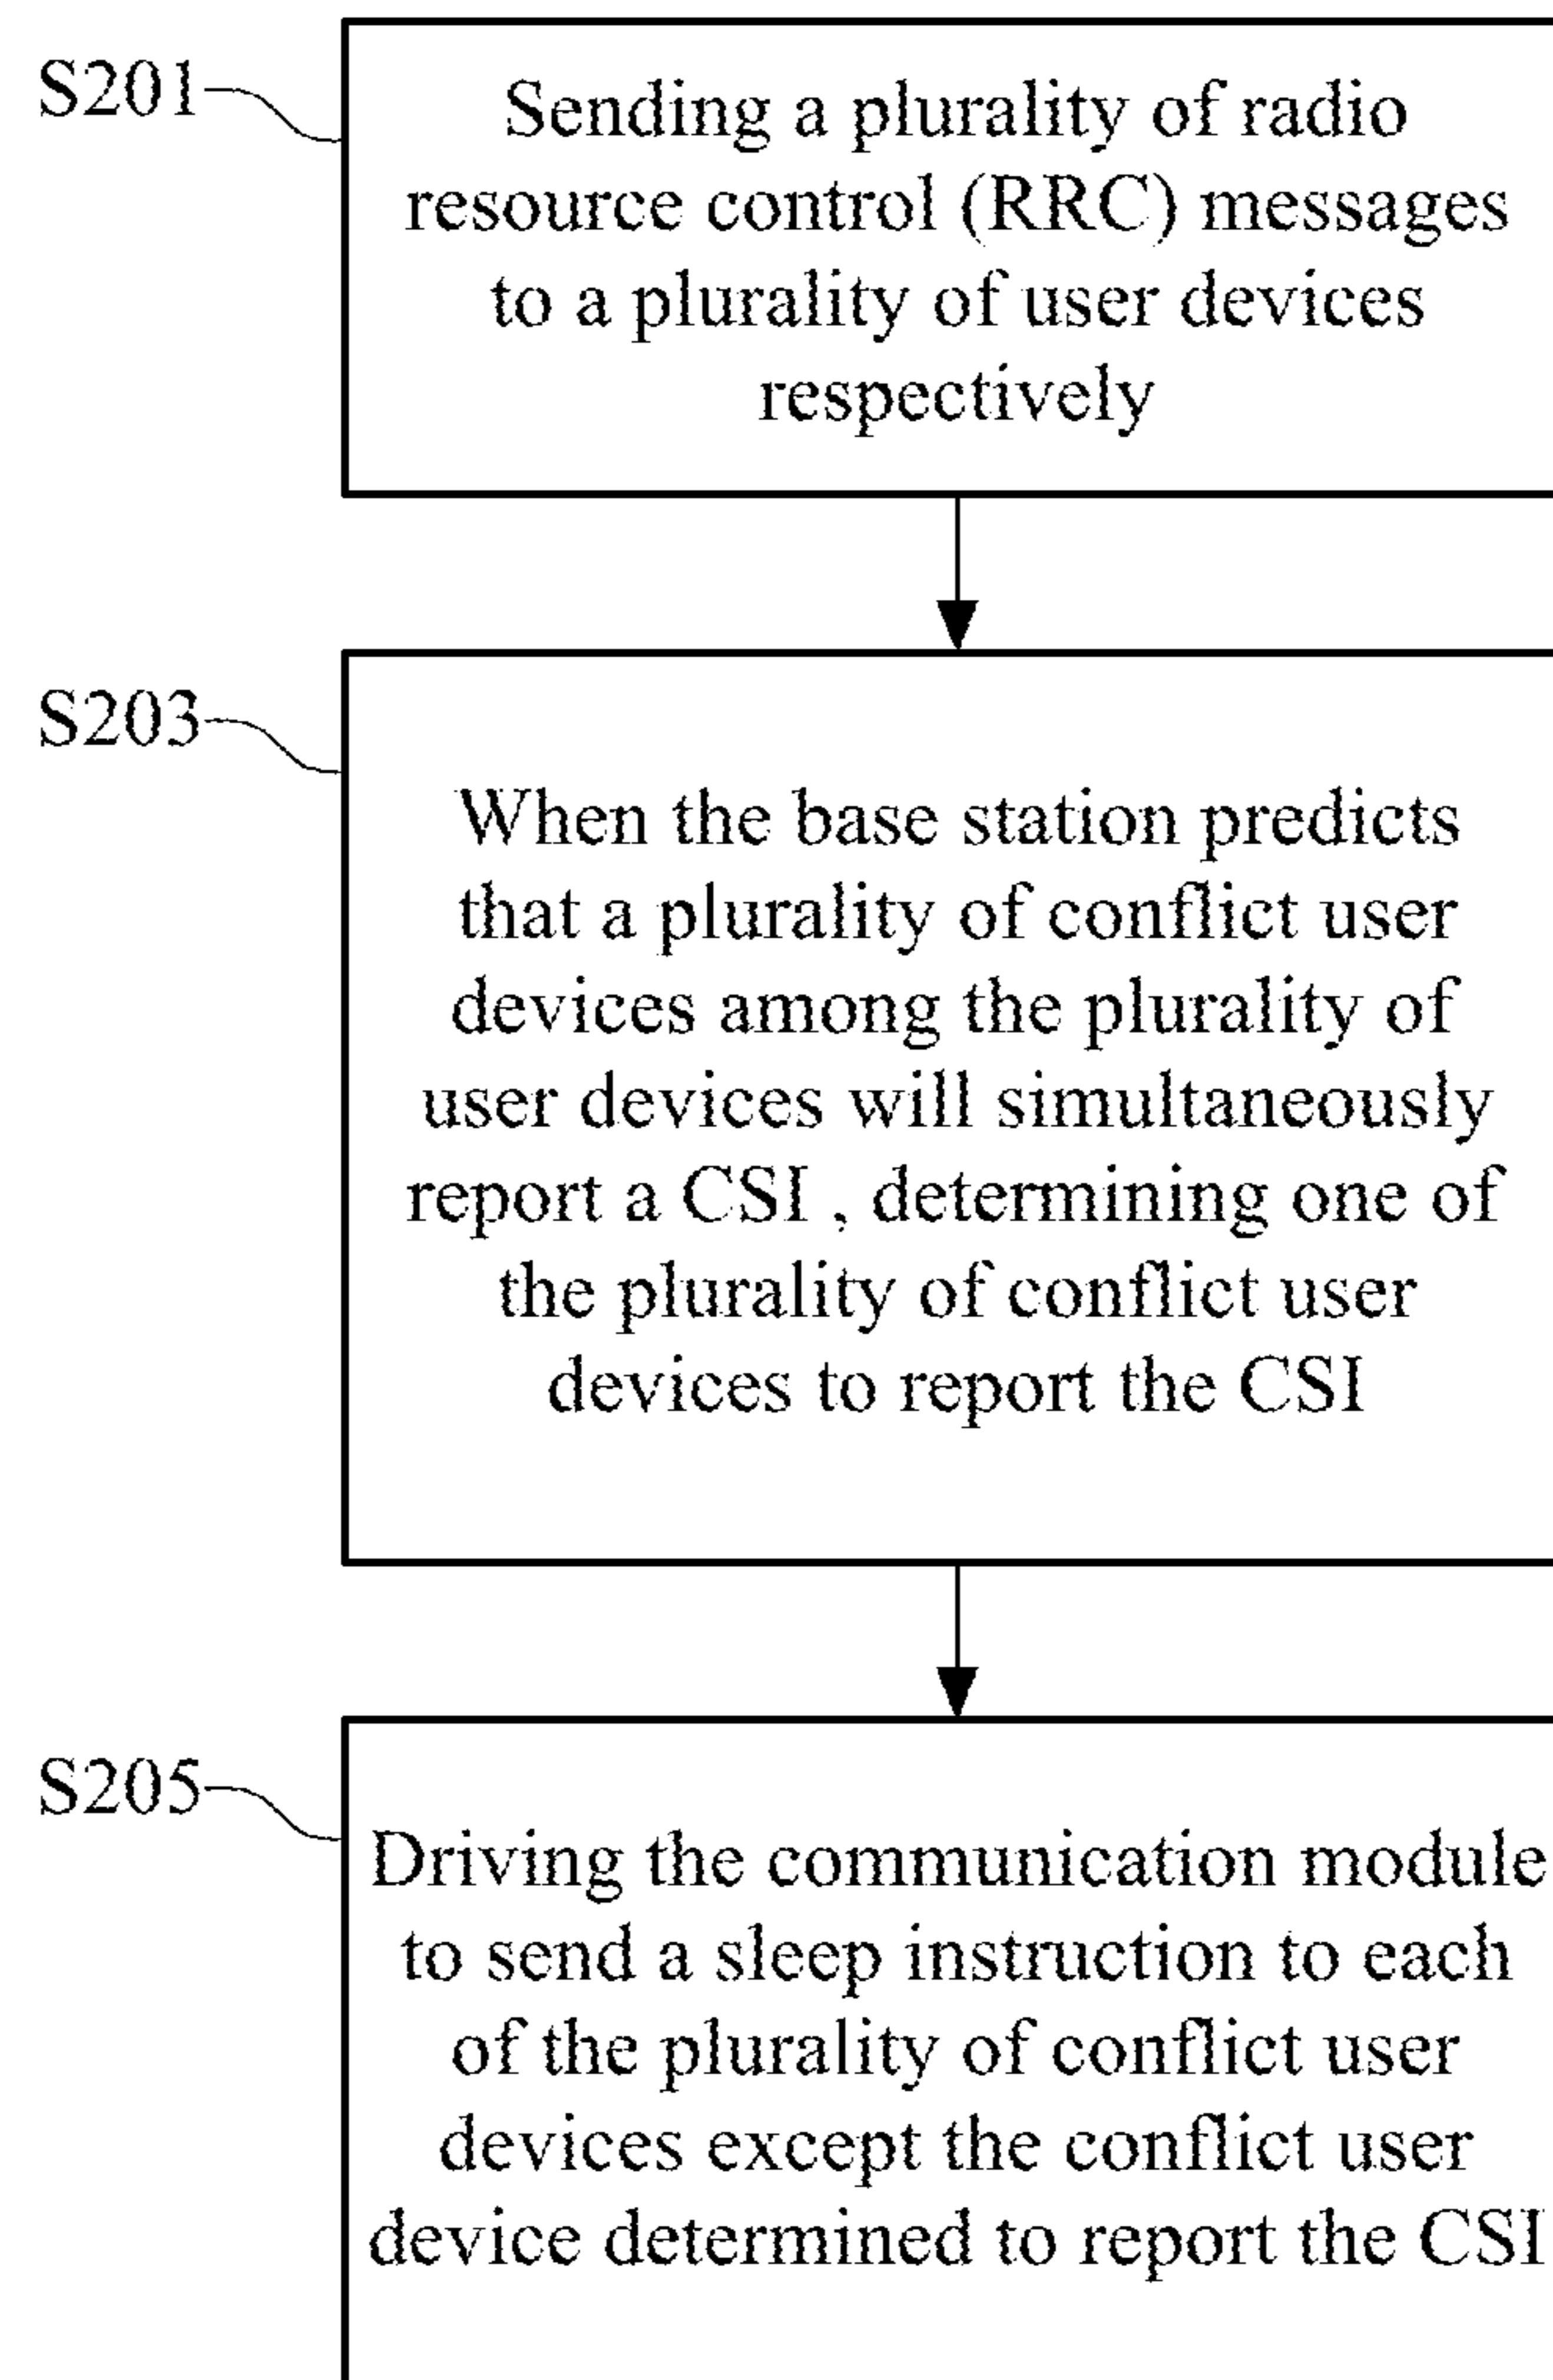 S201
Sending a plurality of radio
resource control (RRC) messages
to a plurality of user devices
respectively
S203
When the base station predicts
that a plurality of conflict user
devices among the plurality of
user devices will simultaneously
report a CSI , determining one of
the plurality of conflict user
devices to report the CSI
S205
Driving the communication module
to send a sleep instruction to each
of the plurality of conflict user
devices except the conflict user
device determined to report the CSI